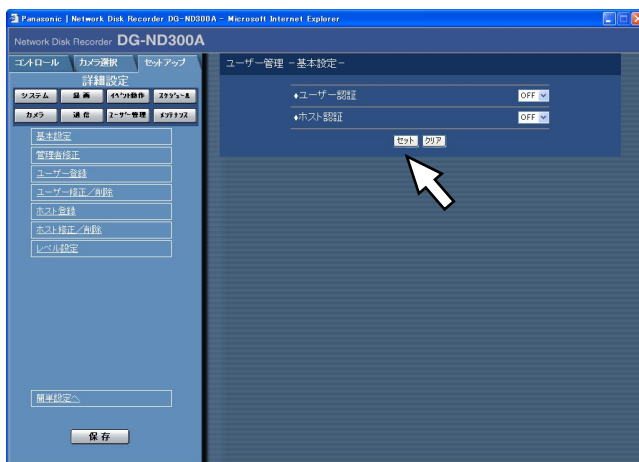 Panasonic | Network Disk Recorder DG-ND300A - Microsoft Internet Explorer
Network Disk Recorder DG-ND300A
コントロール カメラ選択 セットアップ
詳細設定
システム 録画 イベント動作 スケジュール
カメラ 通信 ユーザー管理 メンテナンス
基本設定
管理者修正
ユーザー登録
ユーザー修正／削除
ホスト登録
ホスト修正／削除
レベル設定
簡単設定へ
保存
ユーザー管理 －基本設定－
♦ユーザー認証 OFF
♦ホスト認証 OFF
セット クリア